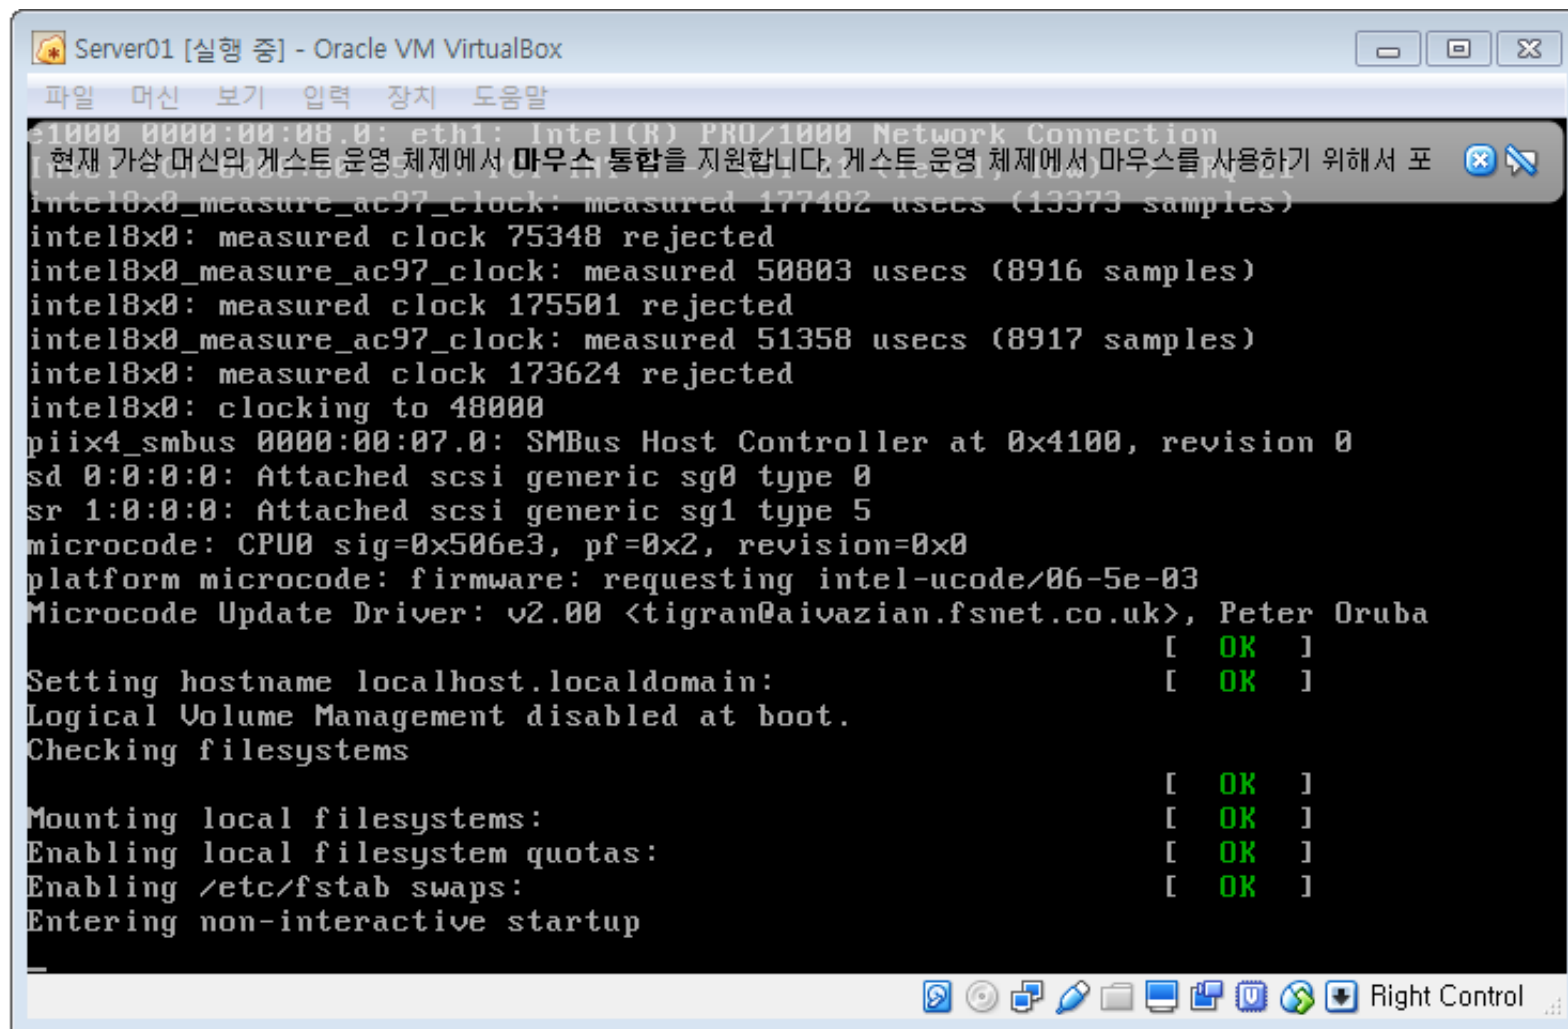 Server01 [실행 중] - Oracle VM VirtualBox
파일 머신 보기 입력 장치 도움말
e1000 0000:00:08.0: eth1: Intel(R) PRO/1000 Network Connection
현재 가상 머신의 게스트 운영 체제에서 마우스 통합을 지원합니다. 게스트 운영 체제에서 마우스를 사용하기 위해서 포
intel8x0_measure_ac97_clock: measured 177482 usecs (13373 samples)
intel8x0: measured clock 75348 rejected
intel8x0_measure_ac97_clock: measured 50803 usecs (8916 samples)
intel8x0: measured clock 175501 rejected
intel8x0_measure_ac97_clock: measured 51358 usecs (8917 samples)
intel8x0: measured clock 173624 rejected
intel8x0: clocking to 48000
piix4_smbus 0000:00:07.0: SMBus Host Controller at 0x4100, revision 0
sd 0:0:0:0: Attached scsi generic sg0 type 0
sr 1:0:0:0: Attached scsi generic sg1 type 5
microcode: CPU0 sig=0x506e3, pf=0x2, revision=0x0
platform microcode: firmware: requesting intel-ucode/06-5e-03
Microcode Update Driver: v2.00 <tigran@aivazian.fsnet.co.uk>, Peter Oruba
[ OK ]
Setting hostname localhost.localdomain: [ OK ]
Logical Volume Management disabled at boot.
Checking filesystems
[ OK ]
Mounting local filesystems: [ OK ]
Enabling local filesystem quotas: [ OK ]
Enabling /etc/fstab swaps: [ OK ]
Entering non-interactive startup
Right Control